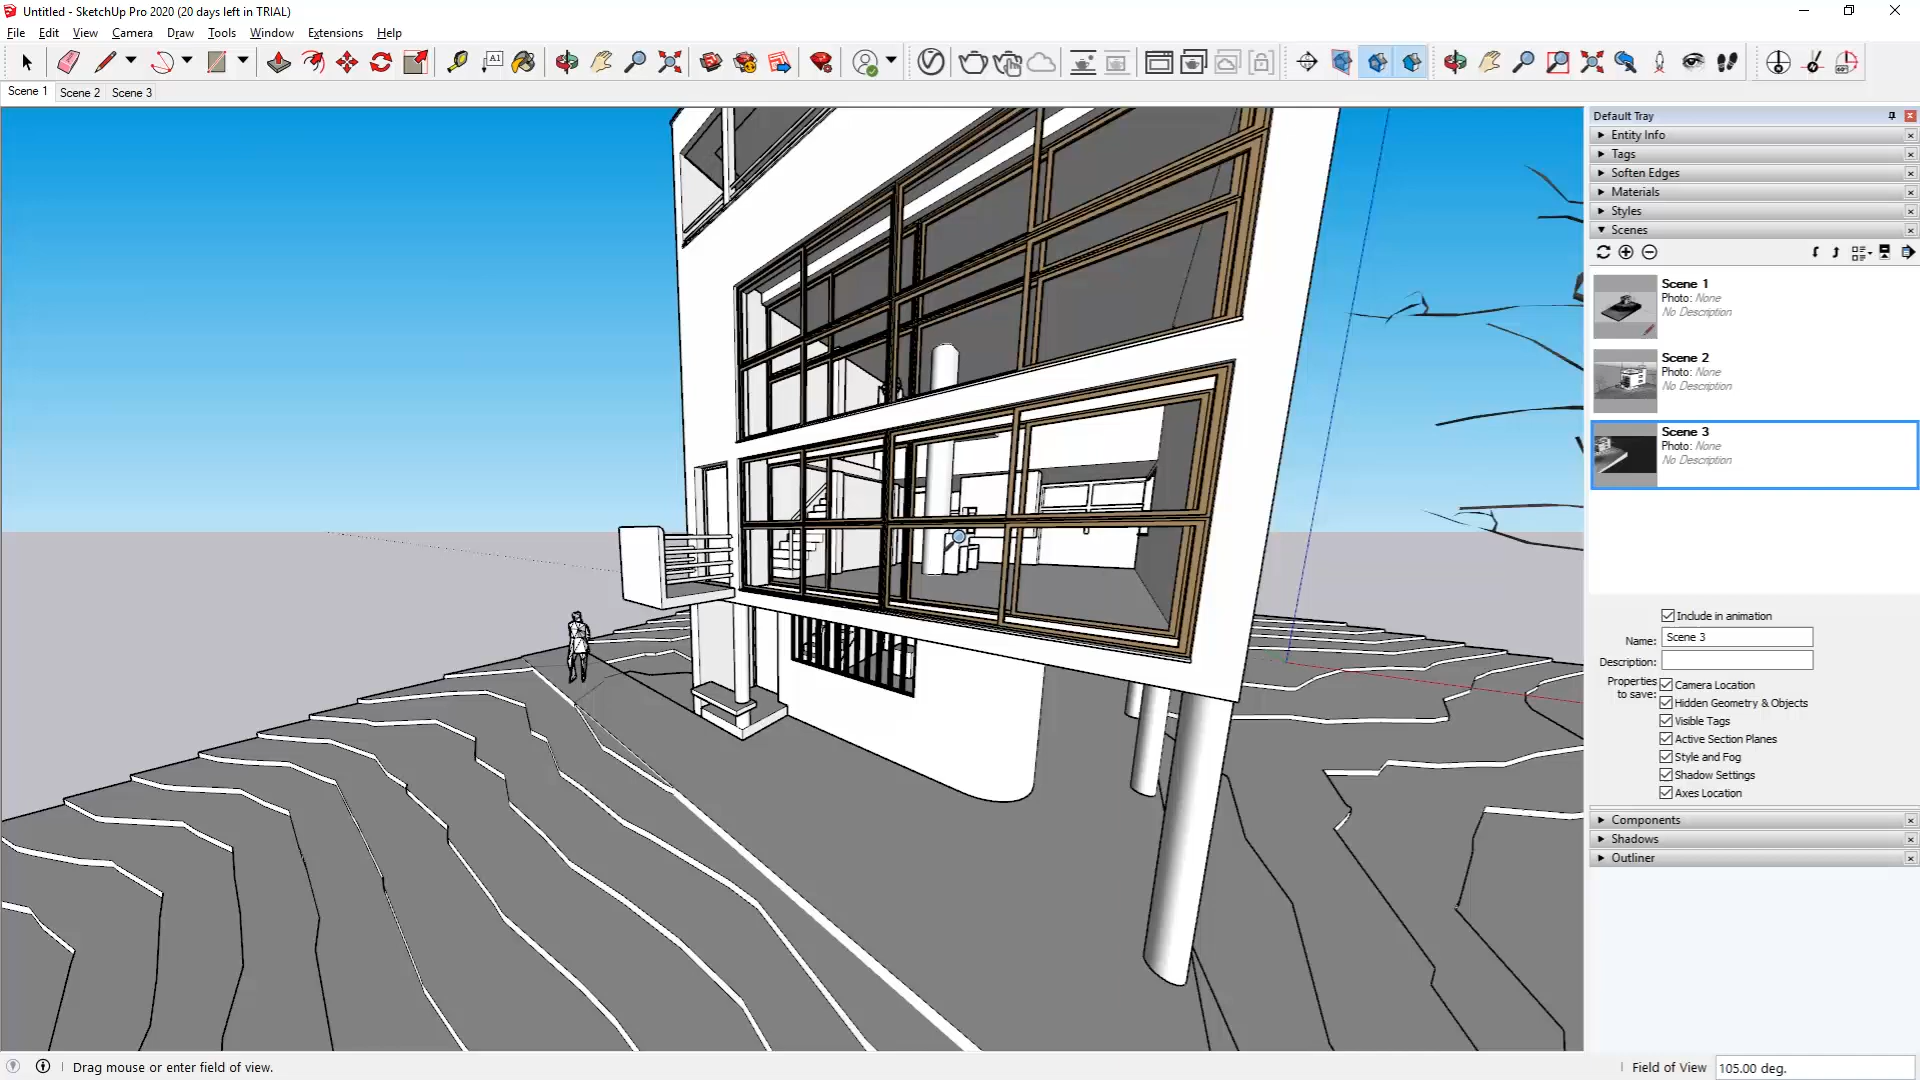 Untitled - SketchUp Pro 2020 (20 days left in TRIAL)
File Edit View Camera Draw Tools Window Extensions Help
A1
Scene 1 Scene 2 Scene 3
Default Tray
Entity Info
Tags
Soften Edges
Materials
Styles
Scenes
Scene 1
Photo: None
No Description
Scene 2
Photo: None
No Description
Scene 3
Photo: None
No Description
Include in animation
Name: Scene 3
Description:
Properties to save:
Camera Location
Hidden Geometry & Objects
Visible Tags
Active Section Planes
Style and Fog
Shadow Settings
Axes Location
Components
Shadows
Outliner
Drag mouse or enter field of view.
Field of View 105.00 deg.